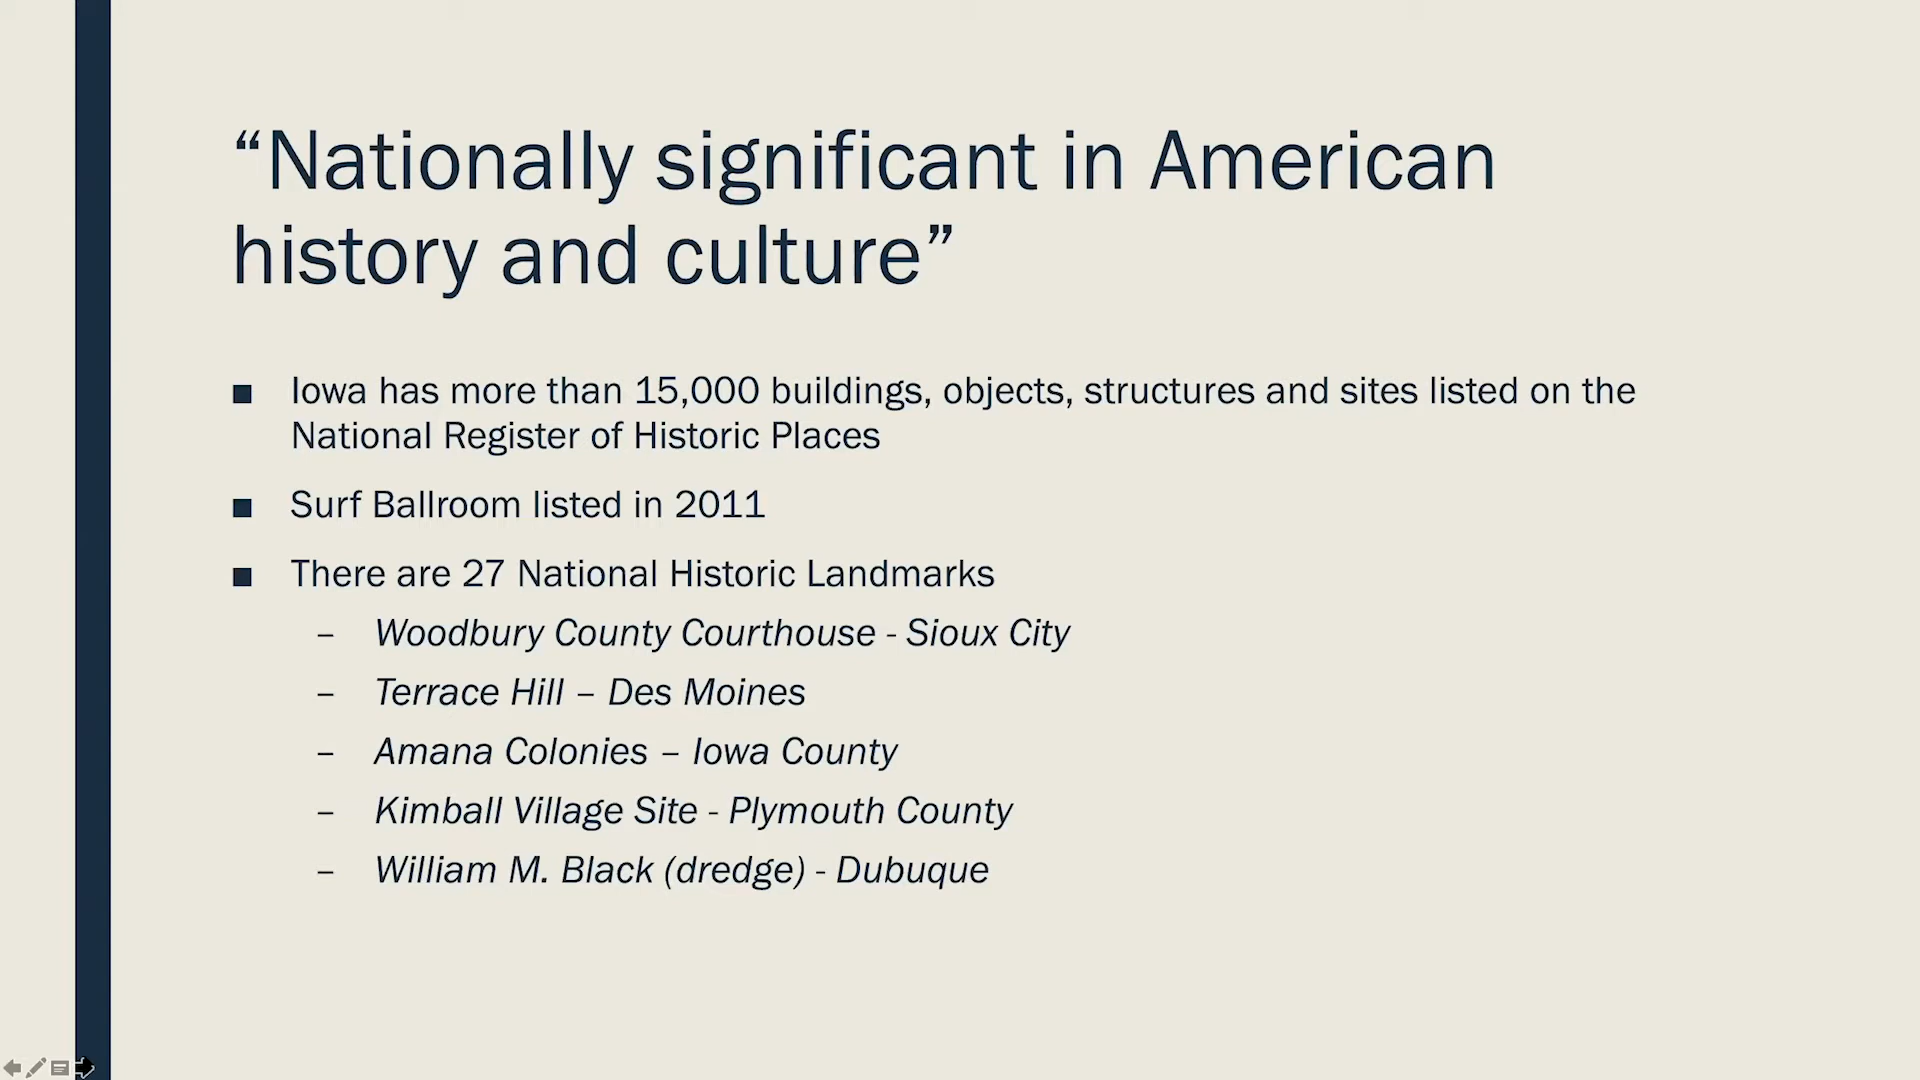 “Nationally significant in American
history and culture”
■ Iowa has more than 15,000 buildings, objects, structures and sites listed on the
National Register of Historic Places
■ Surf Ballroom listed in 2011
■ There are 27 National Historic Landmarks
– Woodbury County Courthouse - Sioux City
– Terrace Hill – Des Moines
– Amana Colonies – Iowa County
– Kimball Village Site - Plymouth County
– William M. Black (dredge) - Dubuque